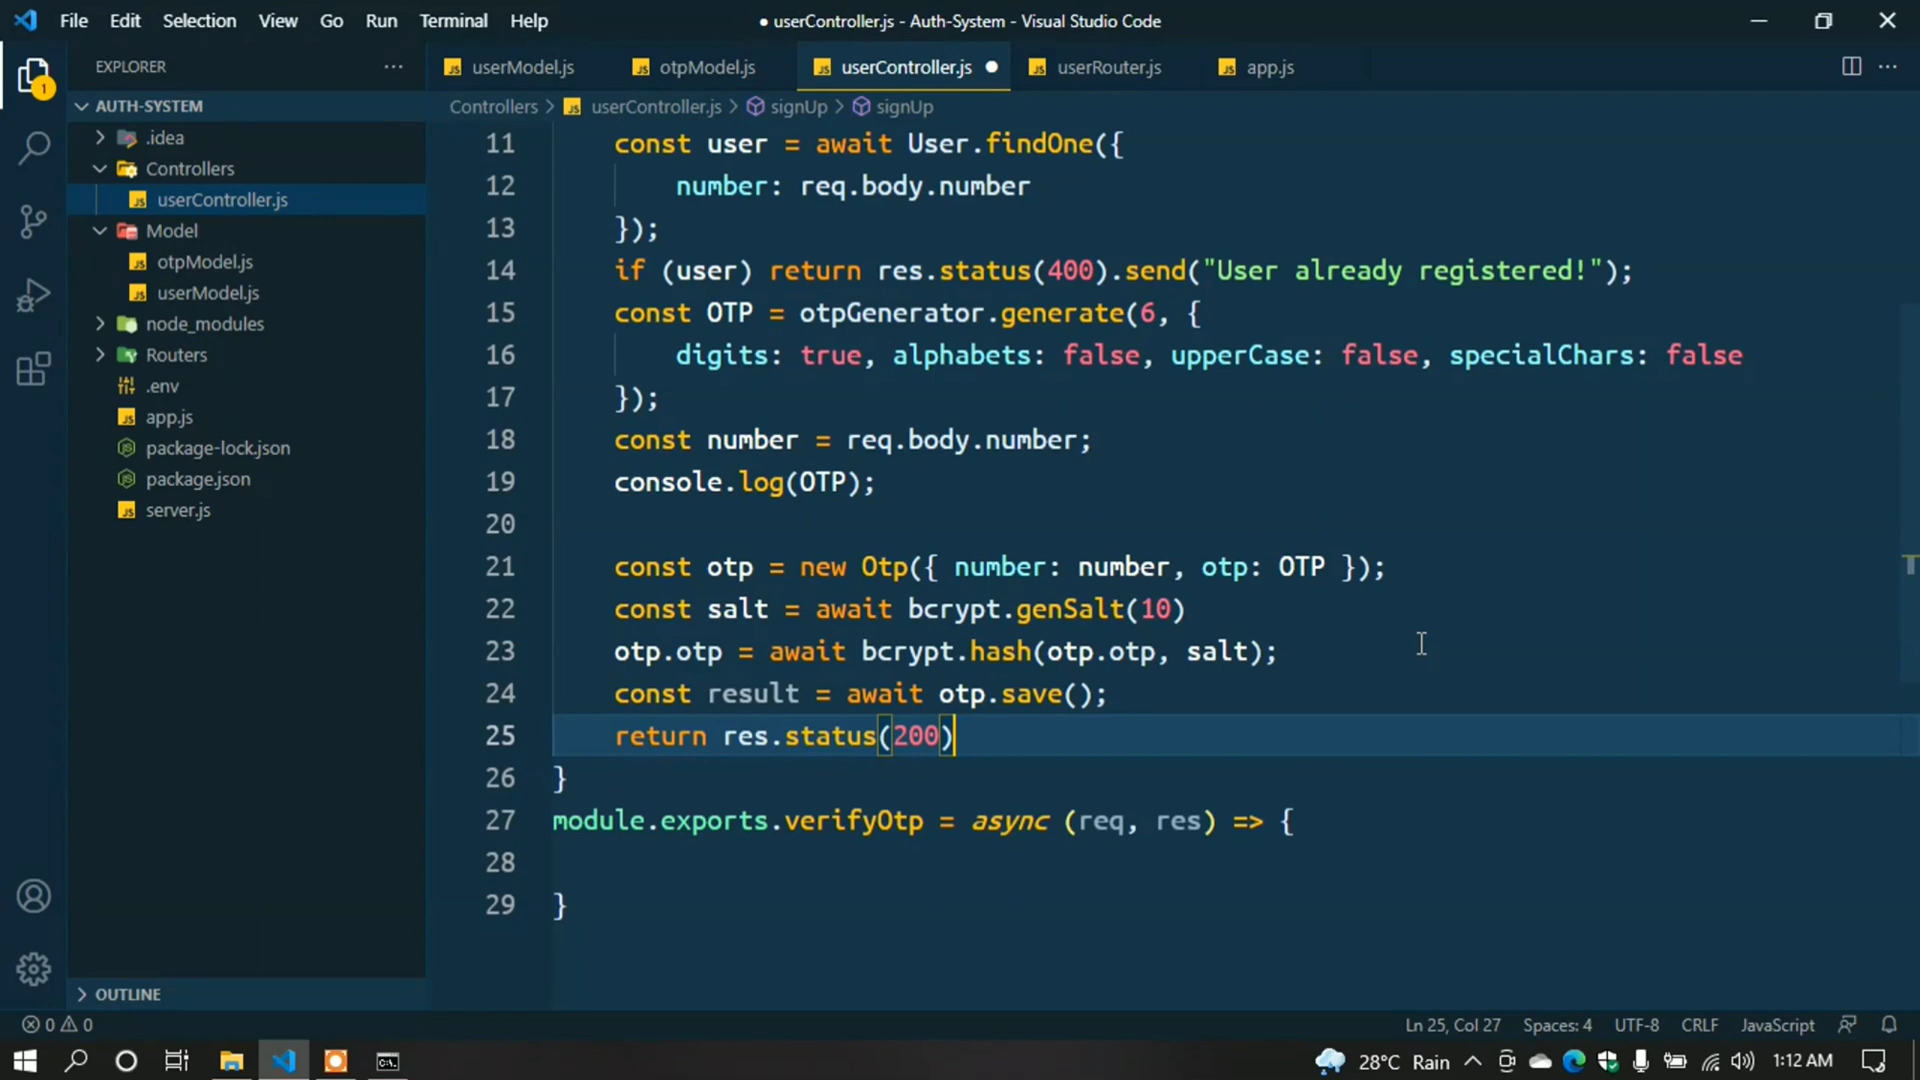 File Edit Selection View Go Run Terminal Help
● userController.js - Auth-System - Visual Studio Code
EXPLORER
userModel.js
otpModel.js
userController.js
userRouter.js
app.js
1
AUTH-SYSTEM
Controllers > userController.js > signUp > signUp
.idea
Controllers
userController.js
Model
otpModel.js
userModel.js
node_modules
Routers
.env
app.js
package-lock.json
package.json
server.js
OUTLINE
11 const user = await User.findOne({
12 number: req.body.number
13 });
14 if (user) return res.status(400).send("User already registered!");
15 const OTP = otpGenerator.generate(6, {
16 digits: true, alphabets: false, upperCase: false, specialChars: false
17 });
18 const number = req.body.number;
19 console.log(OTP);
20
21 const otp = new Otp({ number: number, otp: OTP });
22 const salt = await bcrypt.genSalt(10)
23 otp.otp = await bcrypt.hash(otp.otp, salt);
24 const result = await otp.save();
25 return res.status(200)
26 }
27 module.exports.verifyOtp = async (req, res) => {
28
29 }
0 0
Ln 25, Col 27 Spaces: 4 UTF-8 CRLF JavaScript
28°C Rain
1:12 AM